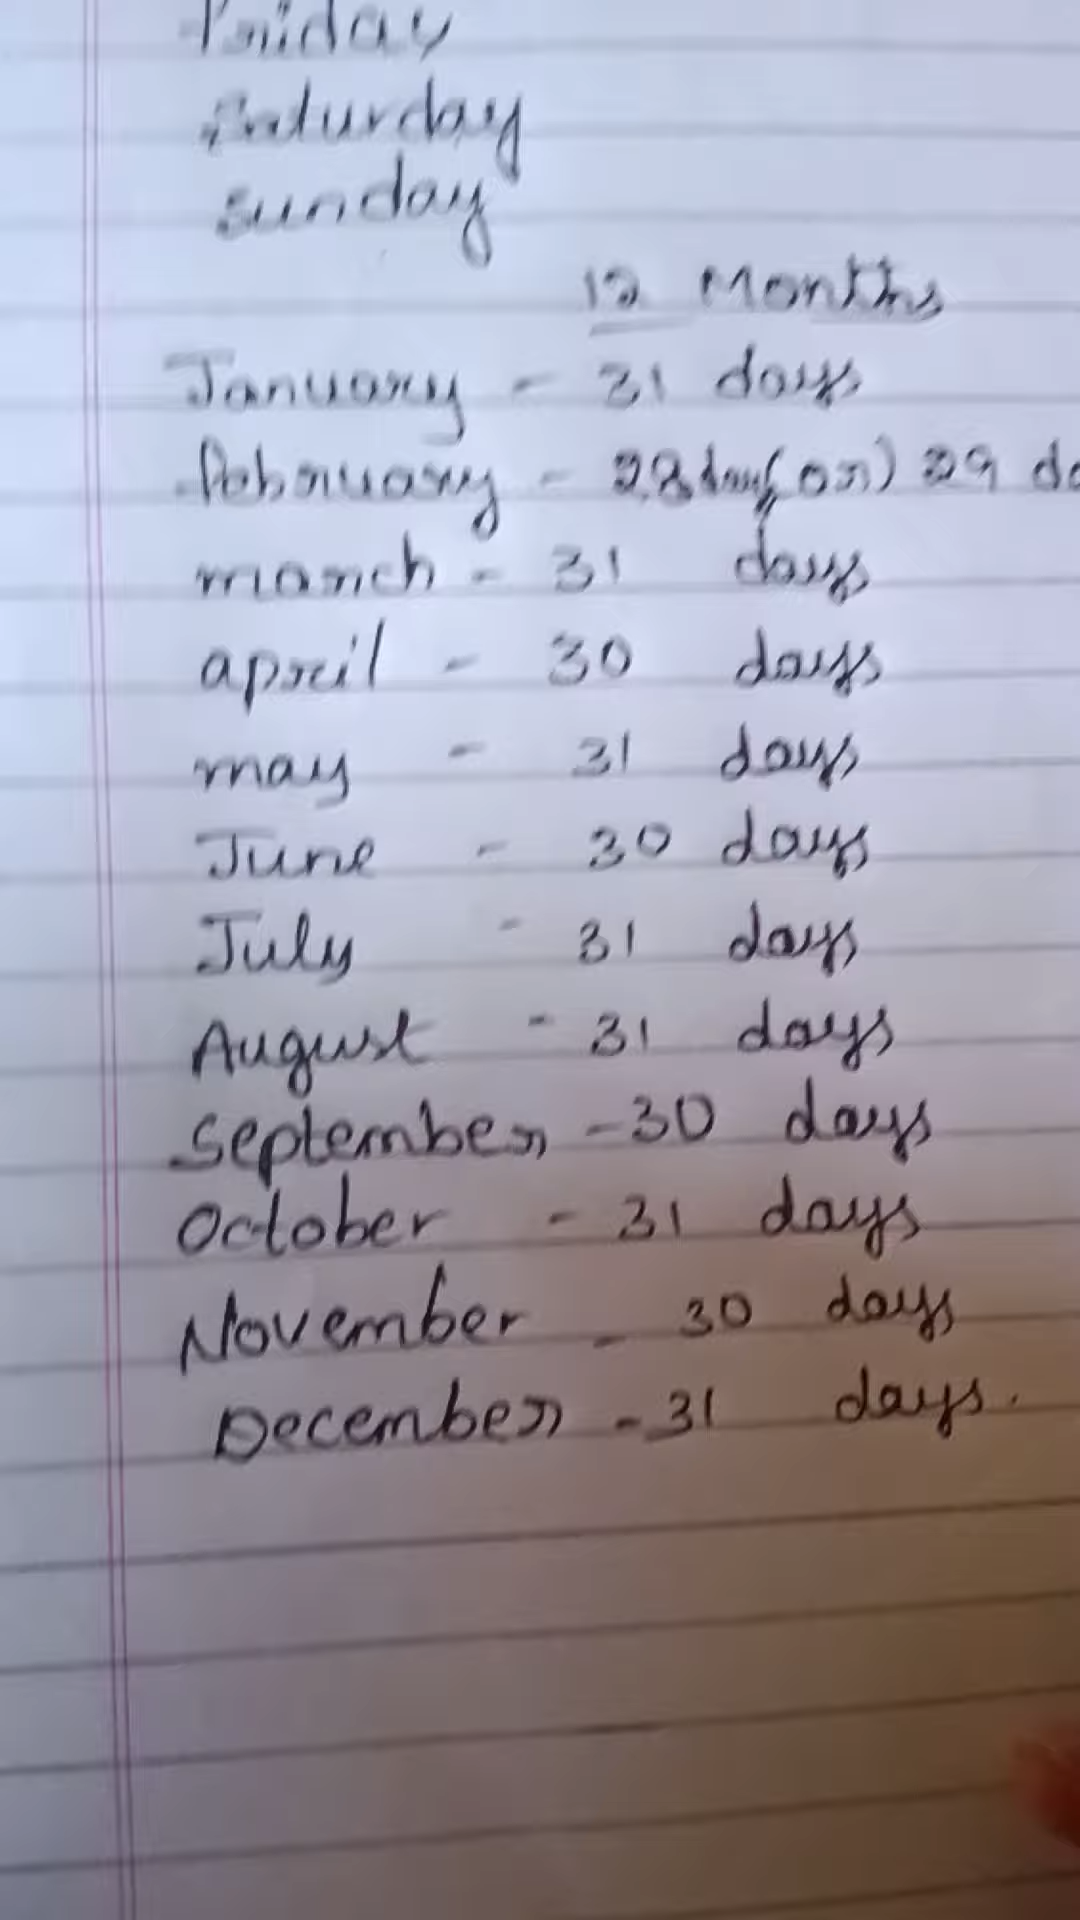 Friday
Saturday
Sunday
12 Months
January - 31 days
February - 28 days (or) 29 da
march - 31 days
april - 30 days
may - 31 days
June - 30 days
July - 31 days
August - 31 days
September - 30 days
October - 31 days
November - 30 days
December - 31 days.